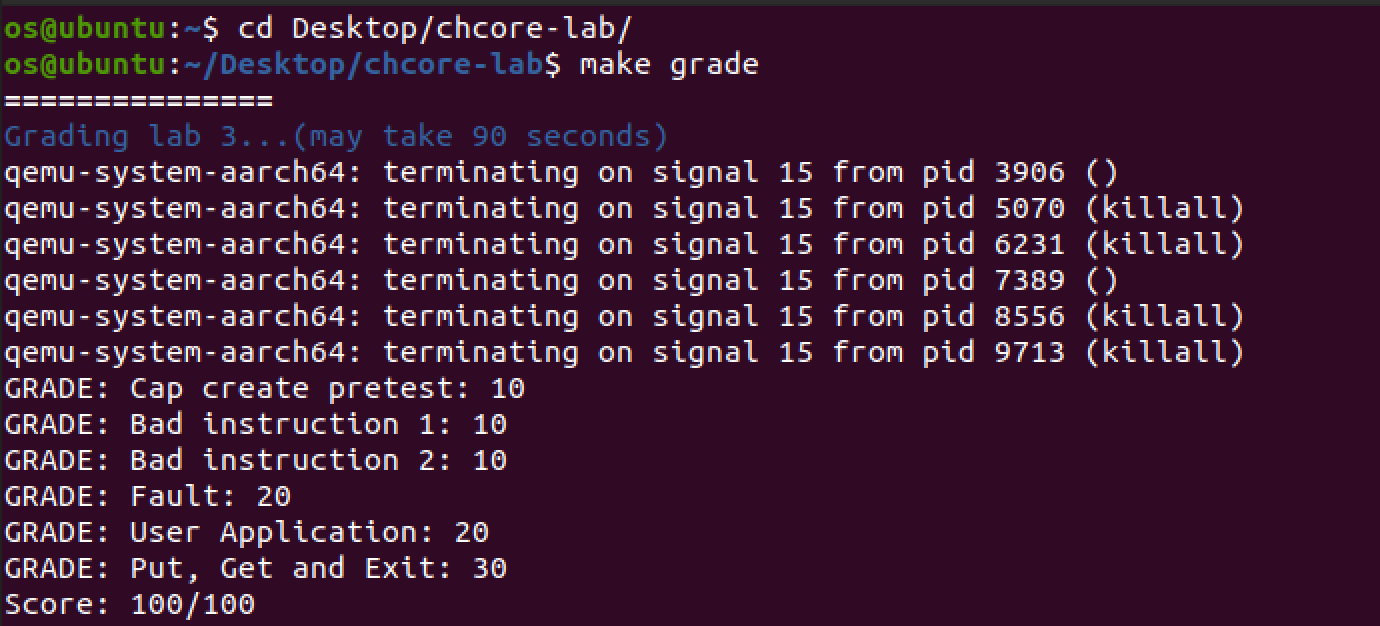 os@ubuntu:~$ cd Desktop/chcore-lab/
os@ubuntu:~/Desktop/chcore-lab$ make grade
===============
Grading lab 3...(may take 90 seconds)
qemu-system-aarch64: terminating on signal 15 from pid 3906 ()
qemu-system-aarch64: terminating on signal 15 from pid 5070 (killall)
qemu-system-aarch64: terminating on signal 15 from pid 6231 (killall)
qemu-system-aarch64: terminating on signal 15 from pid 7389 ()
qemu-system-aarch64: terminating on signal 15 from pid 8556 (killall)
qemu-system-aarch64: terminating on signal 15 from pid 9713 (killall)
GRADE: Cap create pretest: 10
GRADE: Bad instruction 1: 10
GRADE: Bad instruction 2: 10
GRADE: Fault: 20
GRADE: User Application: 20
GRADE: Put, Get and Exit: 30
Score: 100/100